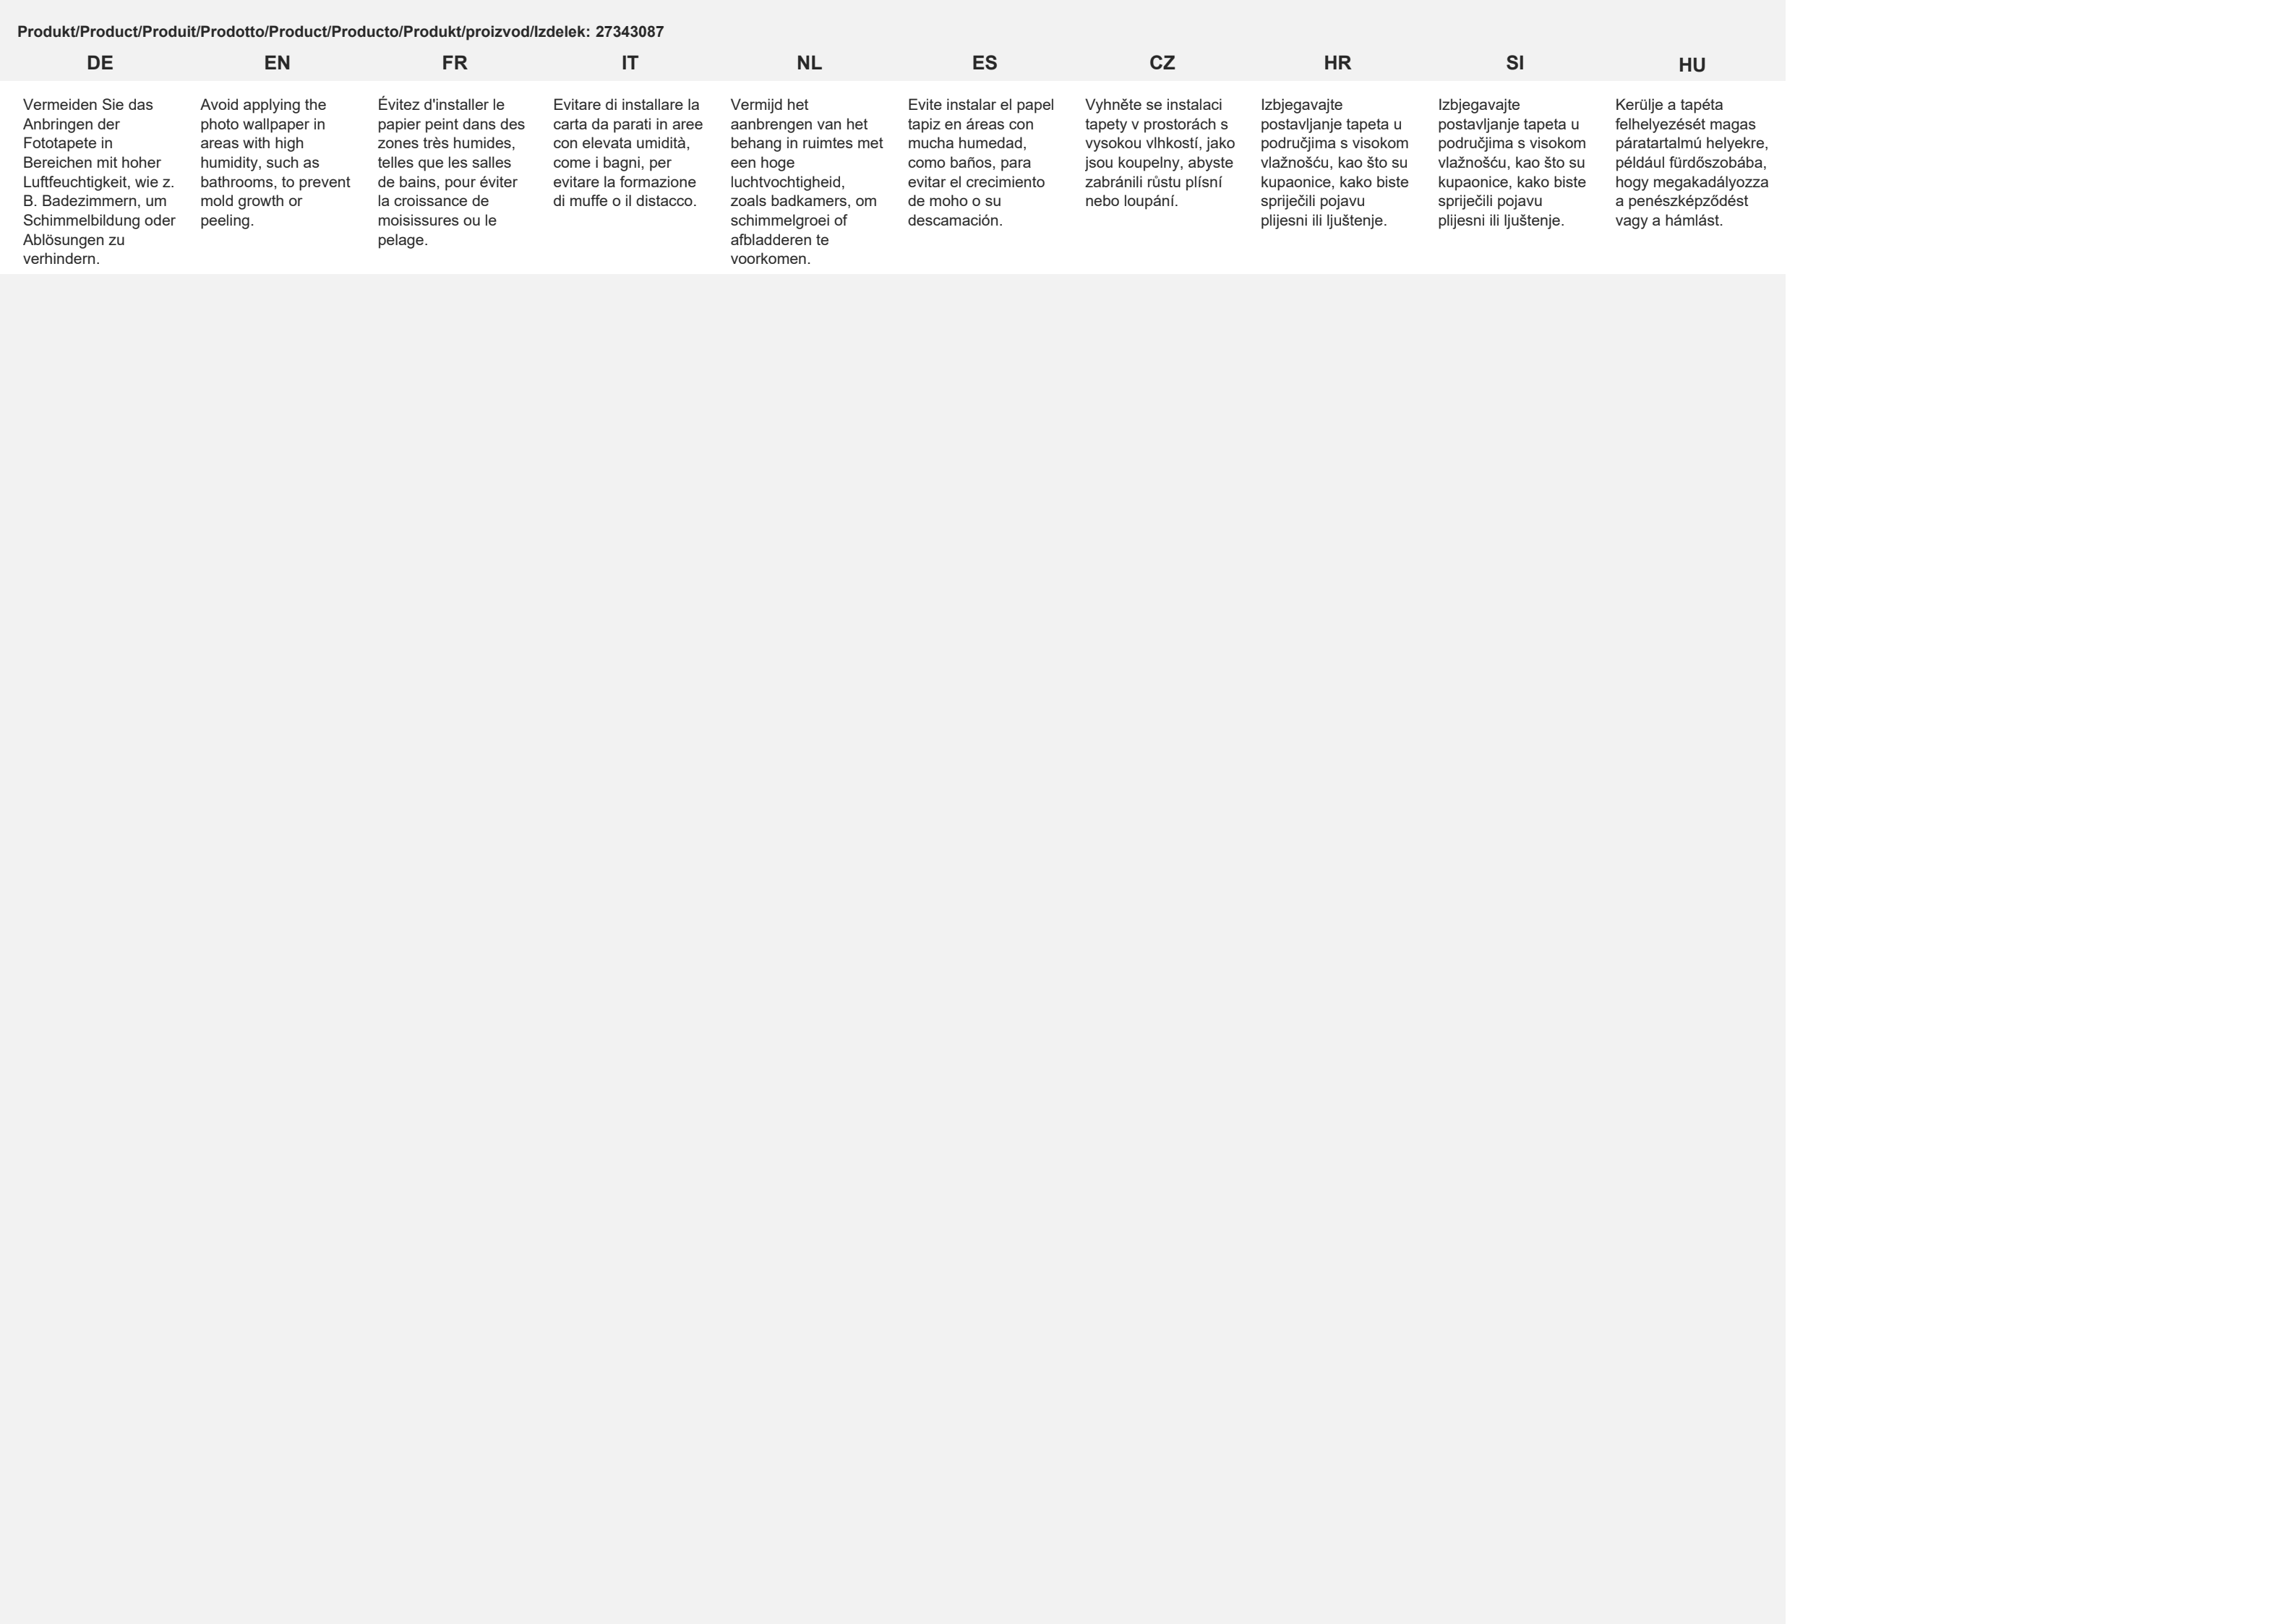 Produkt/Product/Produit/Prodotto/Product/Producto/Produkt/proizvod/Izdelek: 27343087
DE
EN
FR
IT
NL
ES
CZ
HR
SI
HU
Vermeiden Sie das
Anbringen der
Fototapete in
Bereichen mit hoher
Luftfeuchtigkeit, wie z.
B. Badezimmern, um
Schimmelbildung oder
Ablösungen zu
verhindern.
Avoid applying the
photo wallpaper in
areas with high
humidity, such as
bathrooms, to prevent
mold growth or
peeling.
Évitez d'installer le
papier peint dans des
zones très humides,
telles que les salles
de bains, pour éviter
la croissance de
moisissures ou le
pelage.
Evitare di installare la
carta da parati in aree
con elevata umidità,
come i bagni, per
evitare la formazione
di muffe o il distacco.
Vermijd het
aanbrengen van het
behang in ruimtes met
een hoge
luchtvochtigheid,
zoals badkamers, om
schimmelgroei of
afbladderen te
voorkomen.
Evite instalar el papel
tapiz en áreas con
mucha humedad,
como baños, para
evitar el crecimiento
de moho o su
descamación.
Vyhněte se instalaci
tapety v prostorách s
vysokou vlhkostí, jako
jsou koupelny, abyste
zabránili růstu plísní
nebo loupání.
Izbjegavajte
postavljanje tapeta u
područjima s visokom
vlažnošću, kao što su
kupaonice, kako biste
spriječili pojavu
plijesni ili ljuštenje.
Izbjegavajte
postavljanje tapeta u
područjima s visokom
vlažnošću, kao što su
kupaonice, kako biste
spriječili pojavu
plijesni ili ljuštenje.
Kerülje a tapéta
felhelyezését magas
páratartalmú helyekre,
például fürdőszobába,
hogy megakadályozza
a penészképződést
vagy a hámlást.